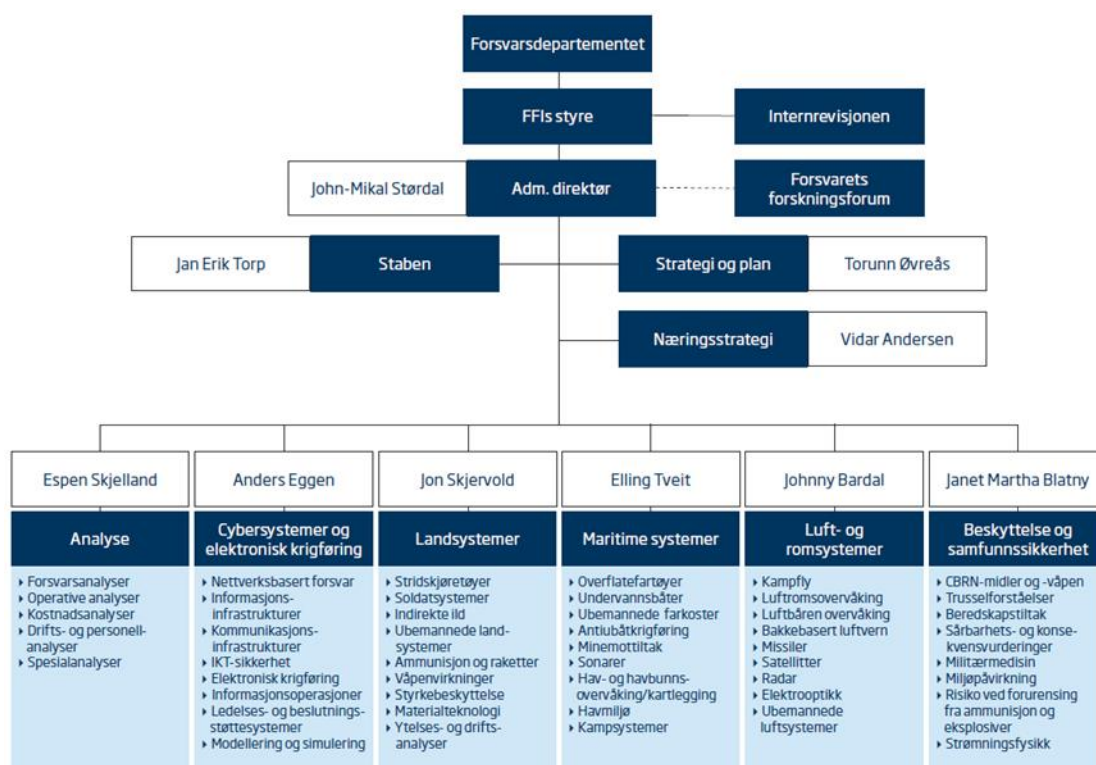 Forsvarsdepartementet
FFIs styre
Internrevisjonen
John-Mikal Størdal
Adm. direktør
Forsvarets
forskningsforum
Jan Erik Torp
Staben
Strategi og plan
Torunn Øvreås
Næringsstrategi
Vidar Andersen
Espen Skjelland
Analyse
Forsvarsanalyser
Operative analyser
Kostnadsanalyser
Drifts- og personell-
analyser
Spesialanalyser
Anders Eggen
Cybersystemer og
elektronisk krigføring
Nettverksbasert forsvar
Informasjons-
infrastrukturer
Kommunikasjons-
infrastrukturer
IKT-sikkerhet
Elektronisk krigføring
Informasjonsoperasjoner
Ledelses- og beslutnings-
støttesystemer
Modellering og simulering
Jon Skjervold
Landsystemer
Stridskjøretøyer
Soldatsystemer
Indirekte ild
Ubemannede land-
systemer
Ammunisjon og raketter
Våpenvirkninger
Styrkebeskyttelse
Materialteknologi
Ytelses- og drifts-
analyser
Elling Tveit
Maritime systemer
Overflatefartøyer
Undervannsbåter
Ubemannede farkoster
Antiubåtkrigføring
Minemottiltak
Sonarer
Hav- og havbunns-
overvåking/kartlegging
Havmiljø
Kampsystemer
Johnny Bardal
Luft- og
romsystemer
Kampfly
Luftromsovervåking
Luftbåren overvåking
Bakkebasert luftvern
Missiler
Satellitter
Radar
Elektrooptikk
Ubemannede
luftsystemer
Janet Martha Blatny
Beskyttelse og
samfunnssikkerhet
CBRN-midler og -våpen
Trusselforståelser
Beredskapstiltak
Sårbarhets- og konse-
kvensvurderinger
Militærmedisin
Miljøpåvirkning
Risiko ved forurensing
fra ammunisjon og
eksplosiver
Strømningsfysikk